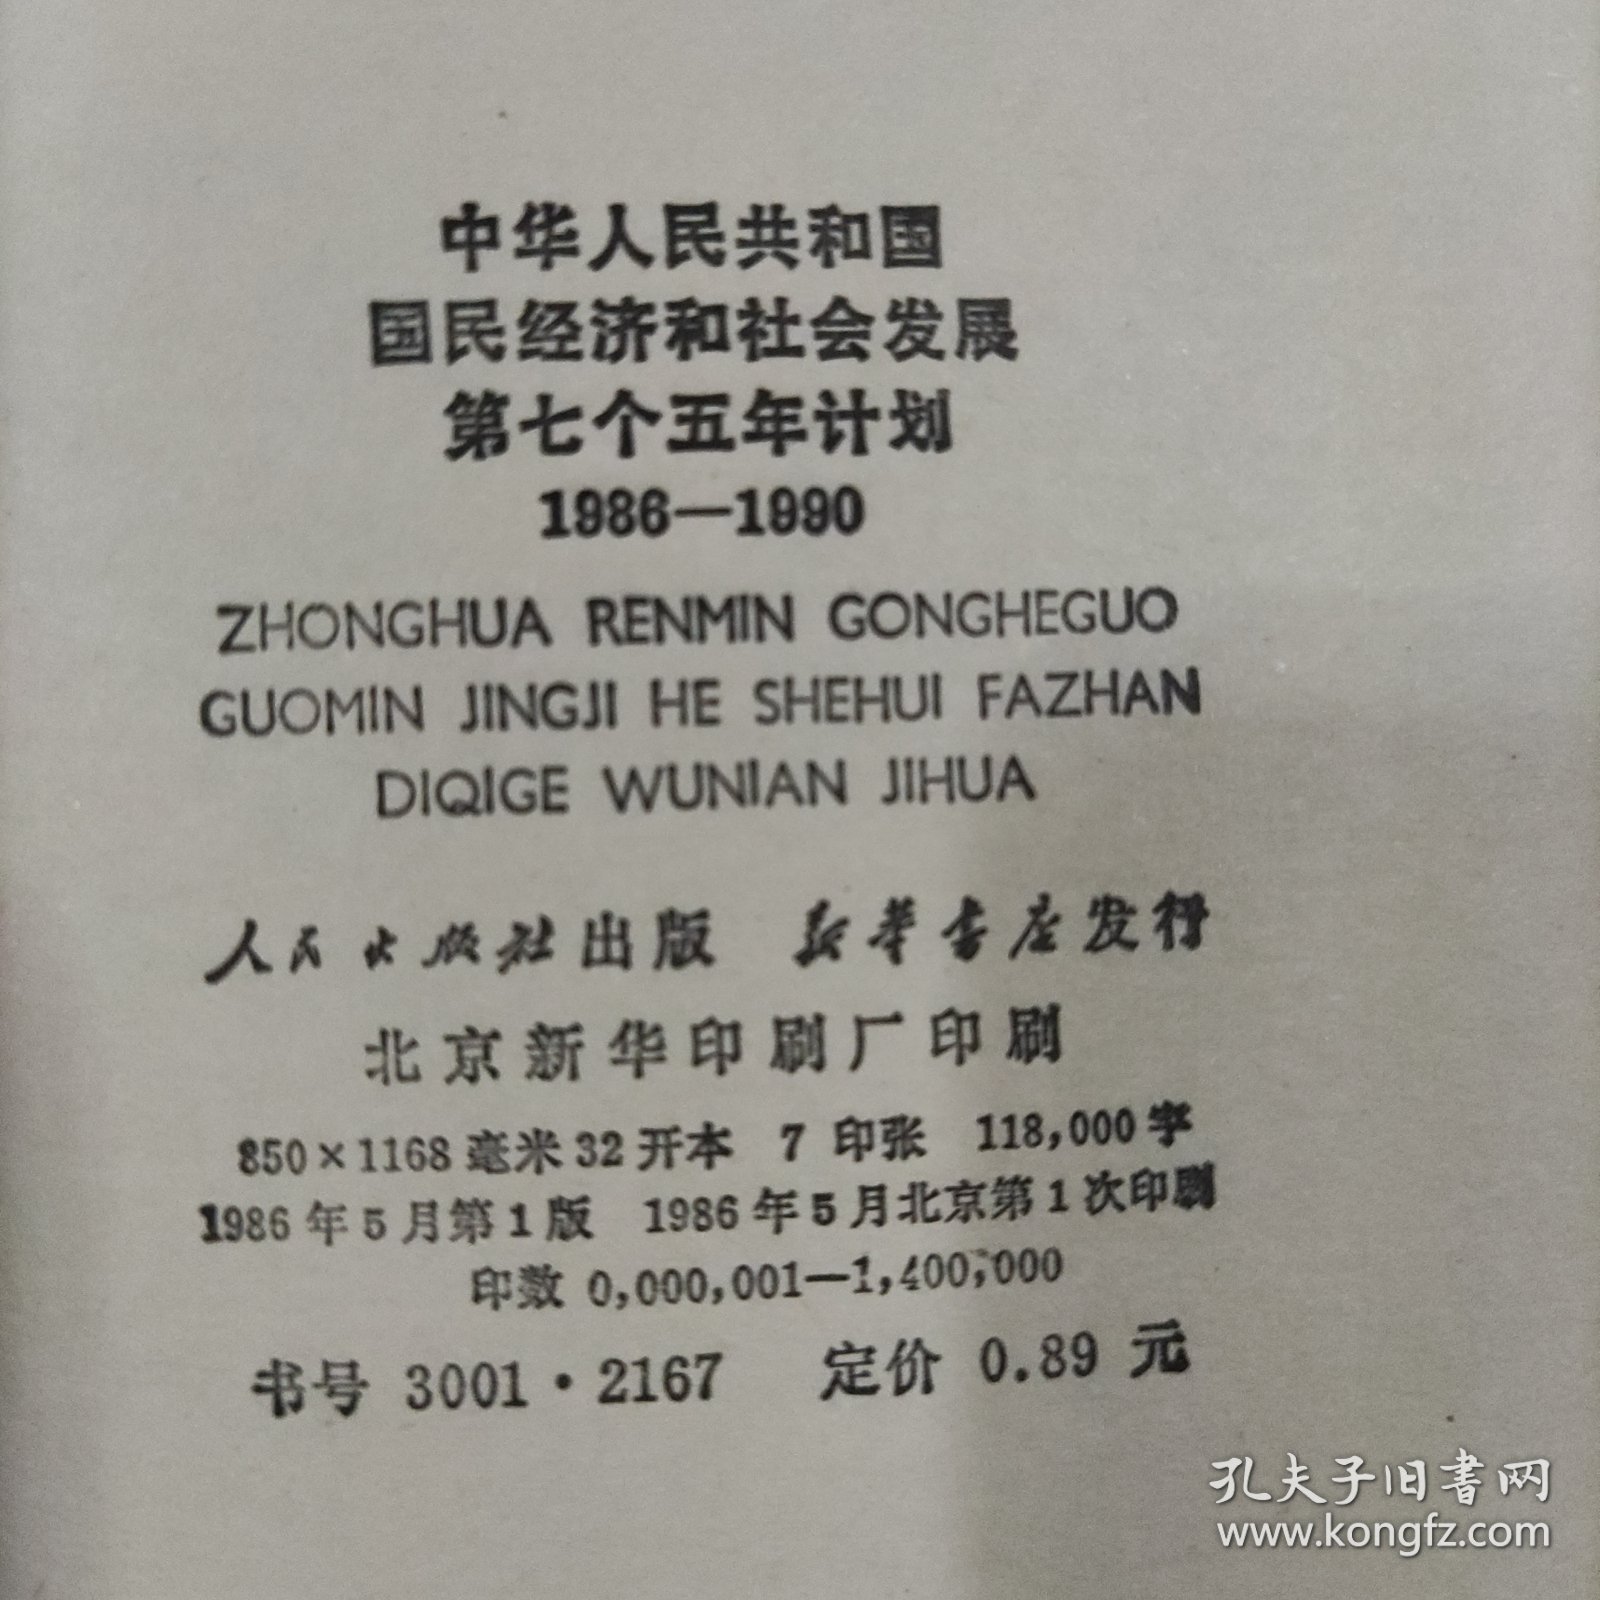 中华人民共和国
国民经济和社会发展
第七个五年计划
1986—1990
ZHONGHUA RENMIN GONGHEGUO
GUOMIN JINGJI HE SHEHUI FAZHAN
DIQIGE WUNIAN JIHUA
人民出版社出版 新华书店发行
北京新华印刷厂印刷
850×1168毫米32开本 7印张 118,000字
1986年5月第1版 1986年5月北京第1次印刷
印数 0,000,001—1,400,000
书号 3001·2167 定价 0.89 元
孔夫子旧書网
www.kongfz.com